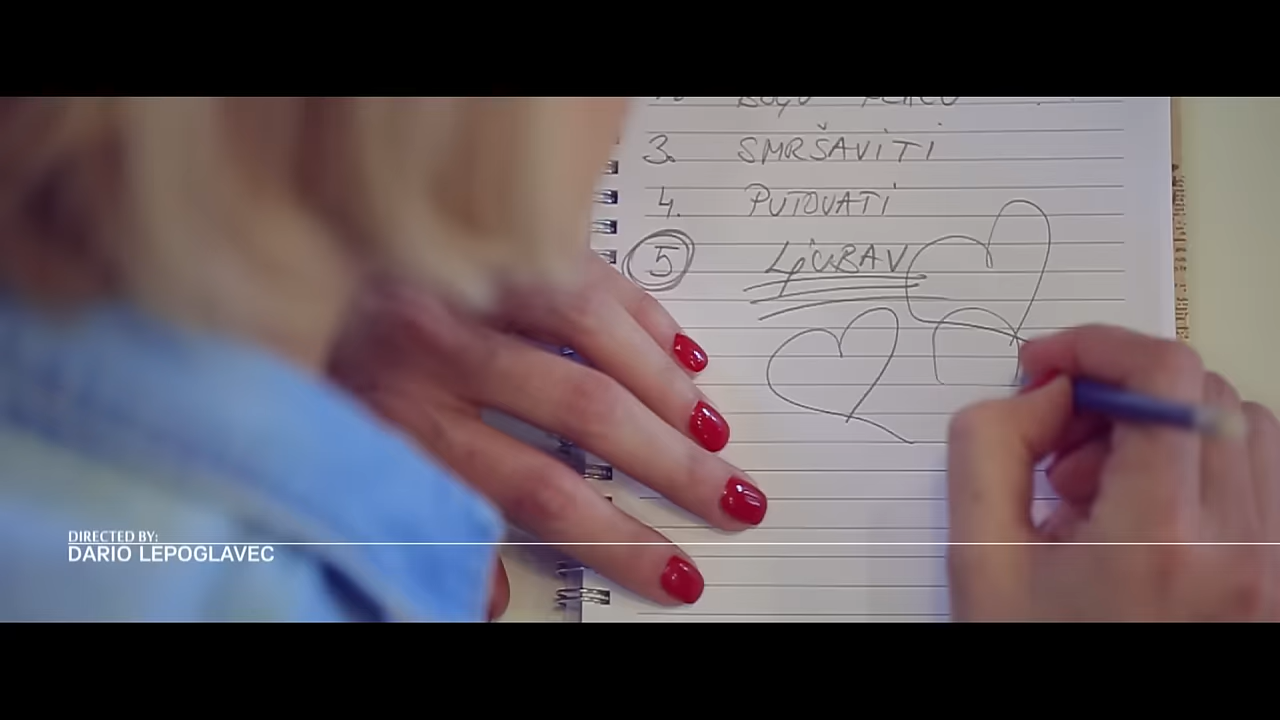 3. SMRŠAVITI
4. PUTOVATI
5 LJUBAV
DIRECTED BY:
DARIO LEPOGLAVEC